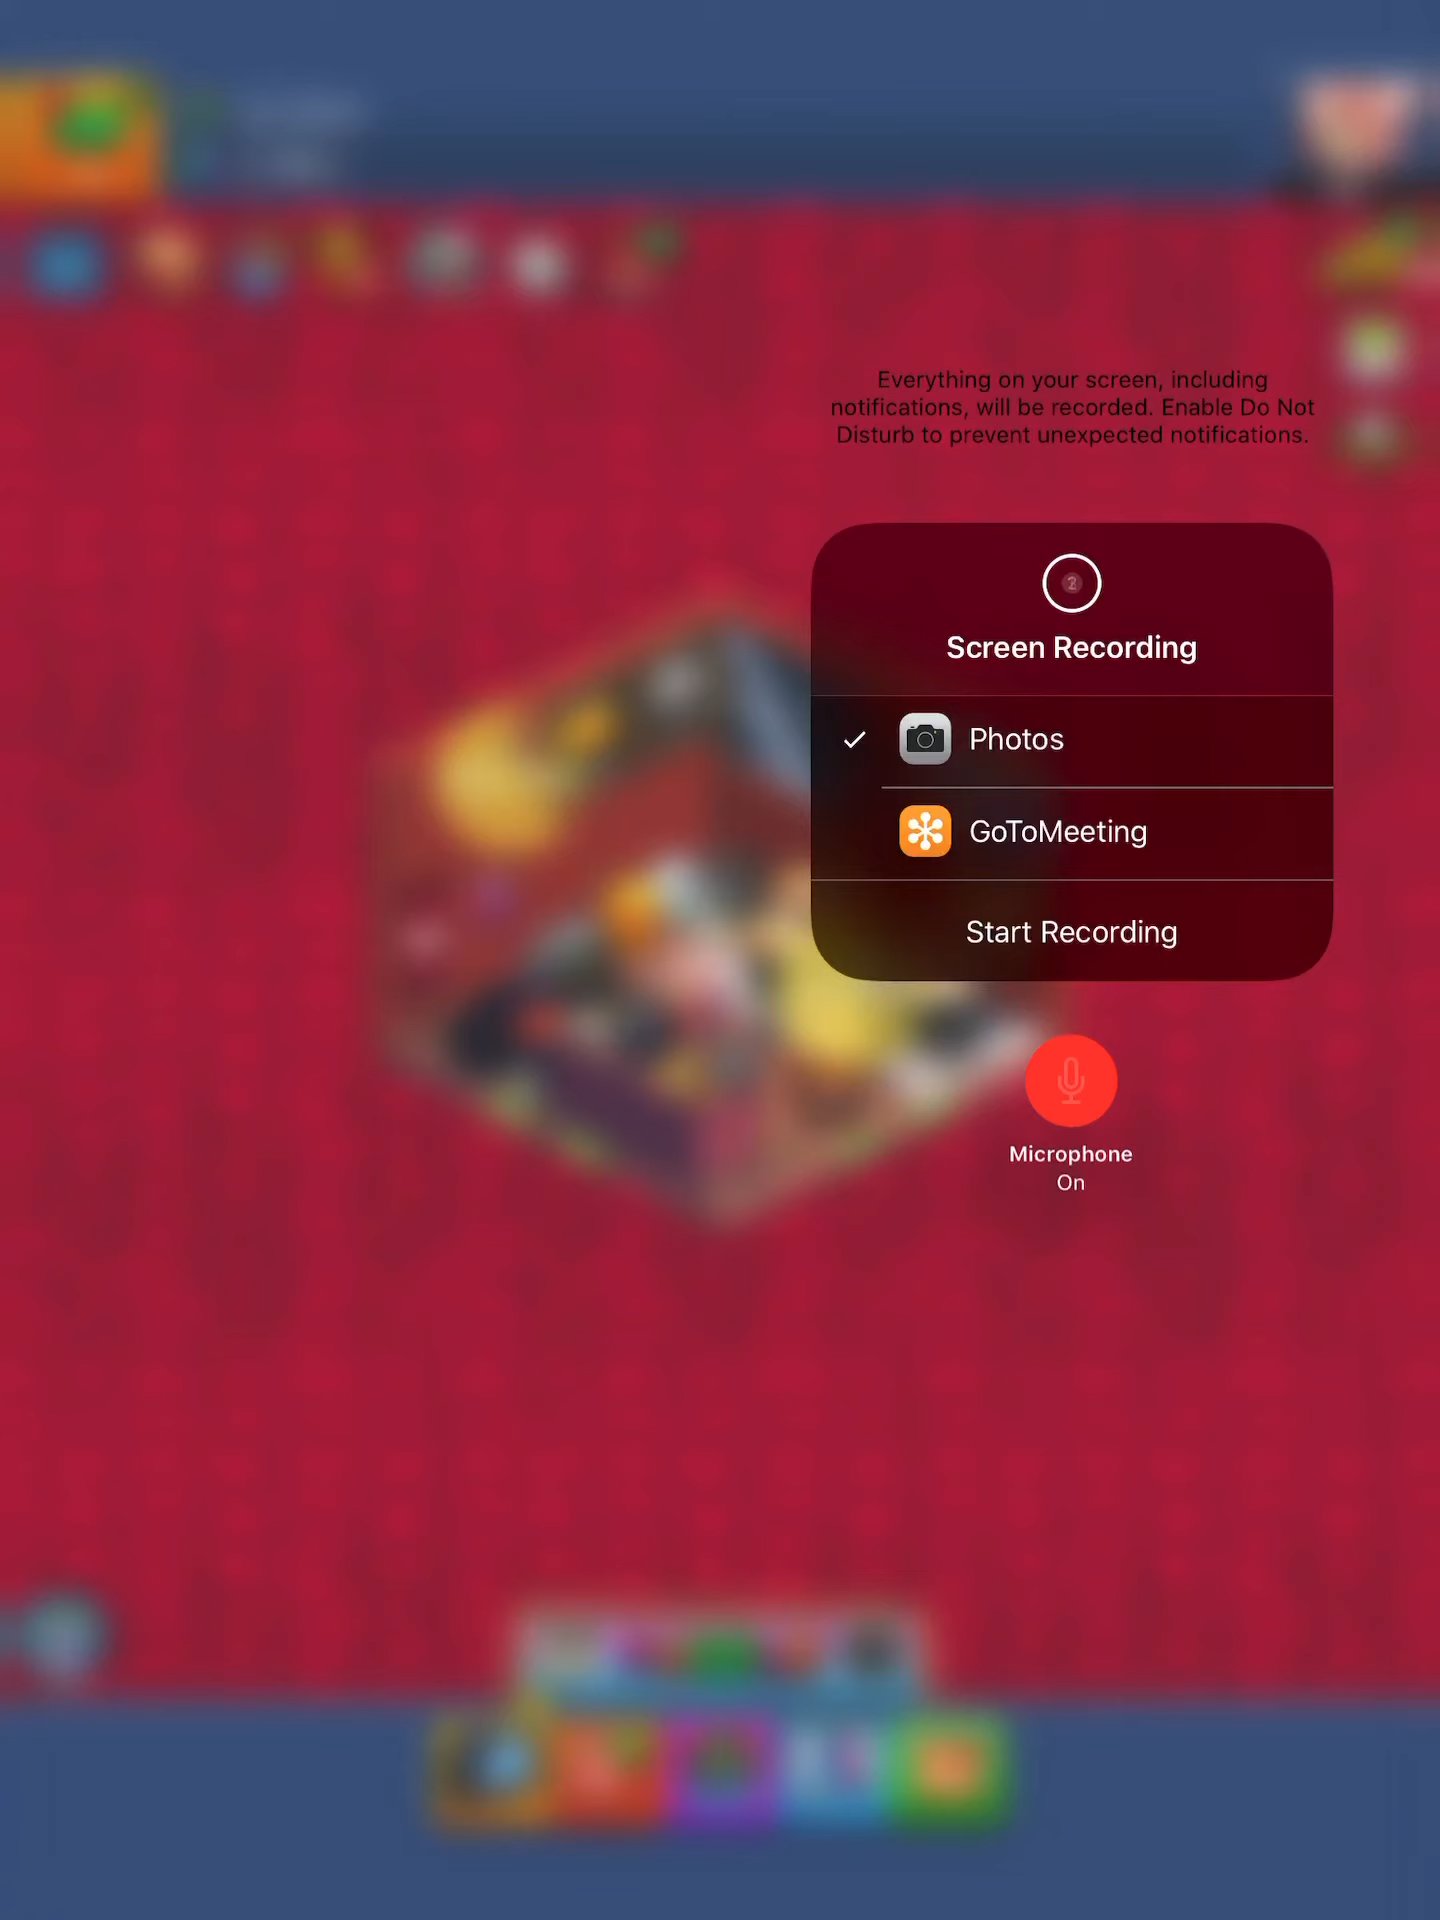 Everything on your screen, including
notifications, will be recorded. Enable Do Not
Disturb to prevent unexpected notifications.
Screen Recording
Photos
GoToMeeting
Start Recording
Microphone
On